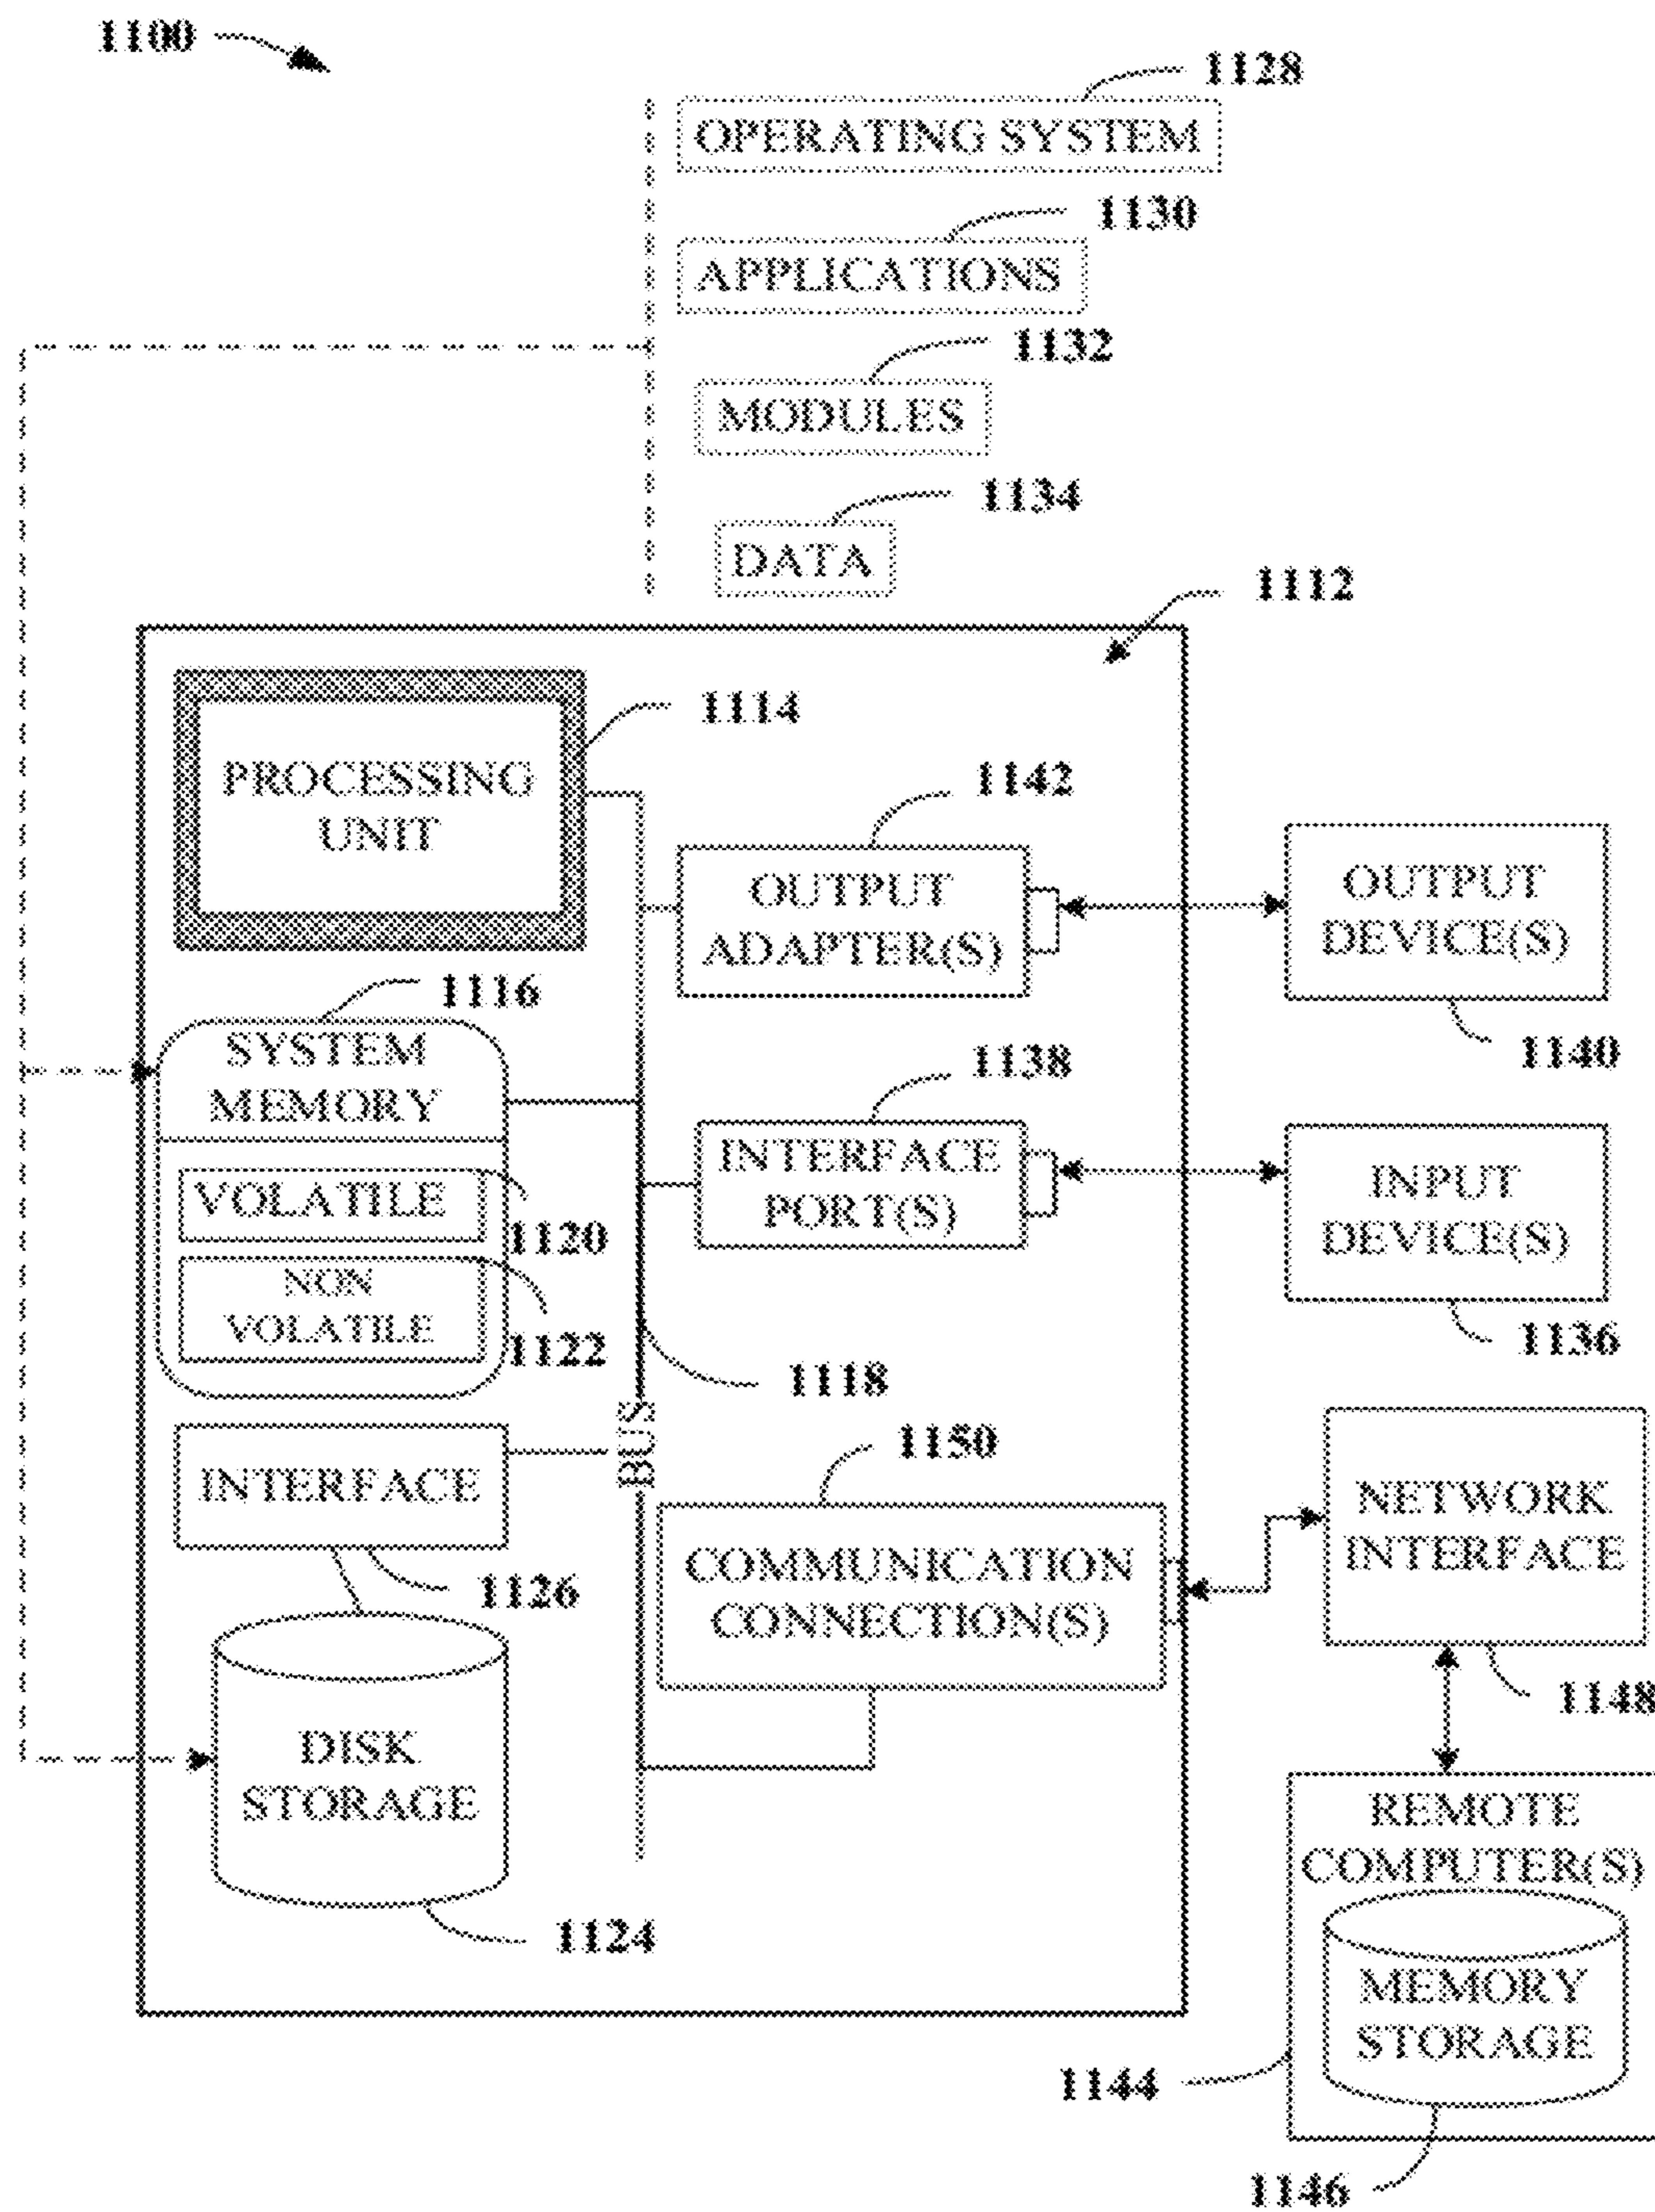 1100
1128
OPERATING SYSTEM
1130
APPLICATIONS
1132
MODULES
1134
DATA
1112
1114
PROCESSING
UNIT
1142
OUTPUT
ADAPTER(S)
OUTPUT
DEVICE(S)
1140
1116
SYSTEM
MEMORY
VOLATILE
1120
NON
VOLATILE
1122
1138
INTERFACE
PORT(S)
INPUT
DEVICE(S)
1136
1118
BUS
INTERFACE
1126
1150
COMMUNICATION
CONNECTION(S)
NETWORK
INTERFACE
1148
DISK
STORAGE
1124
REMOTE
COMPUTER(S)
MEMORY
STORAGE
1144
1146